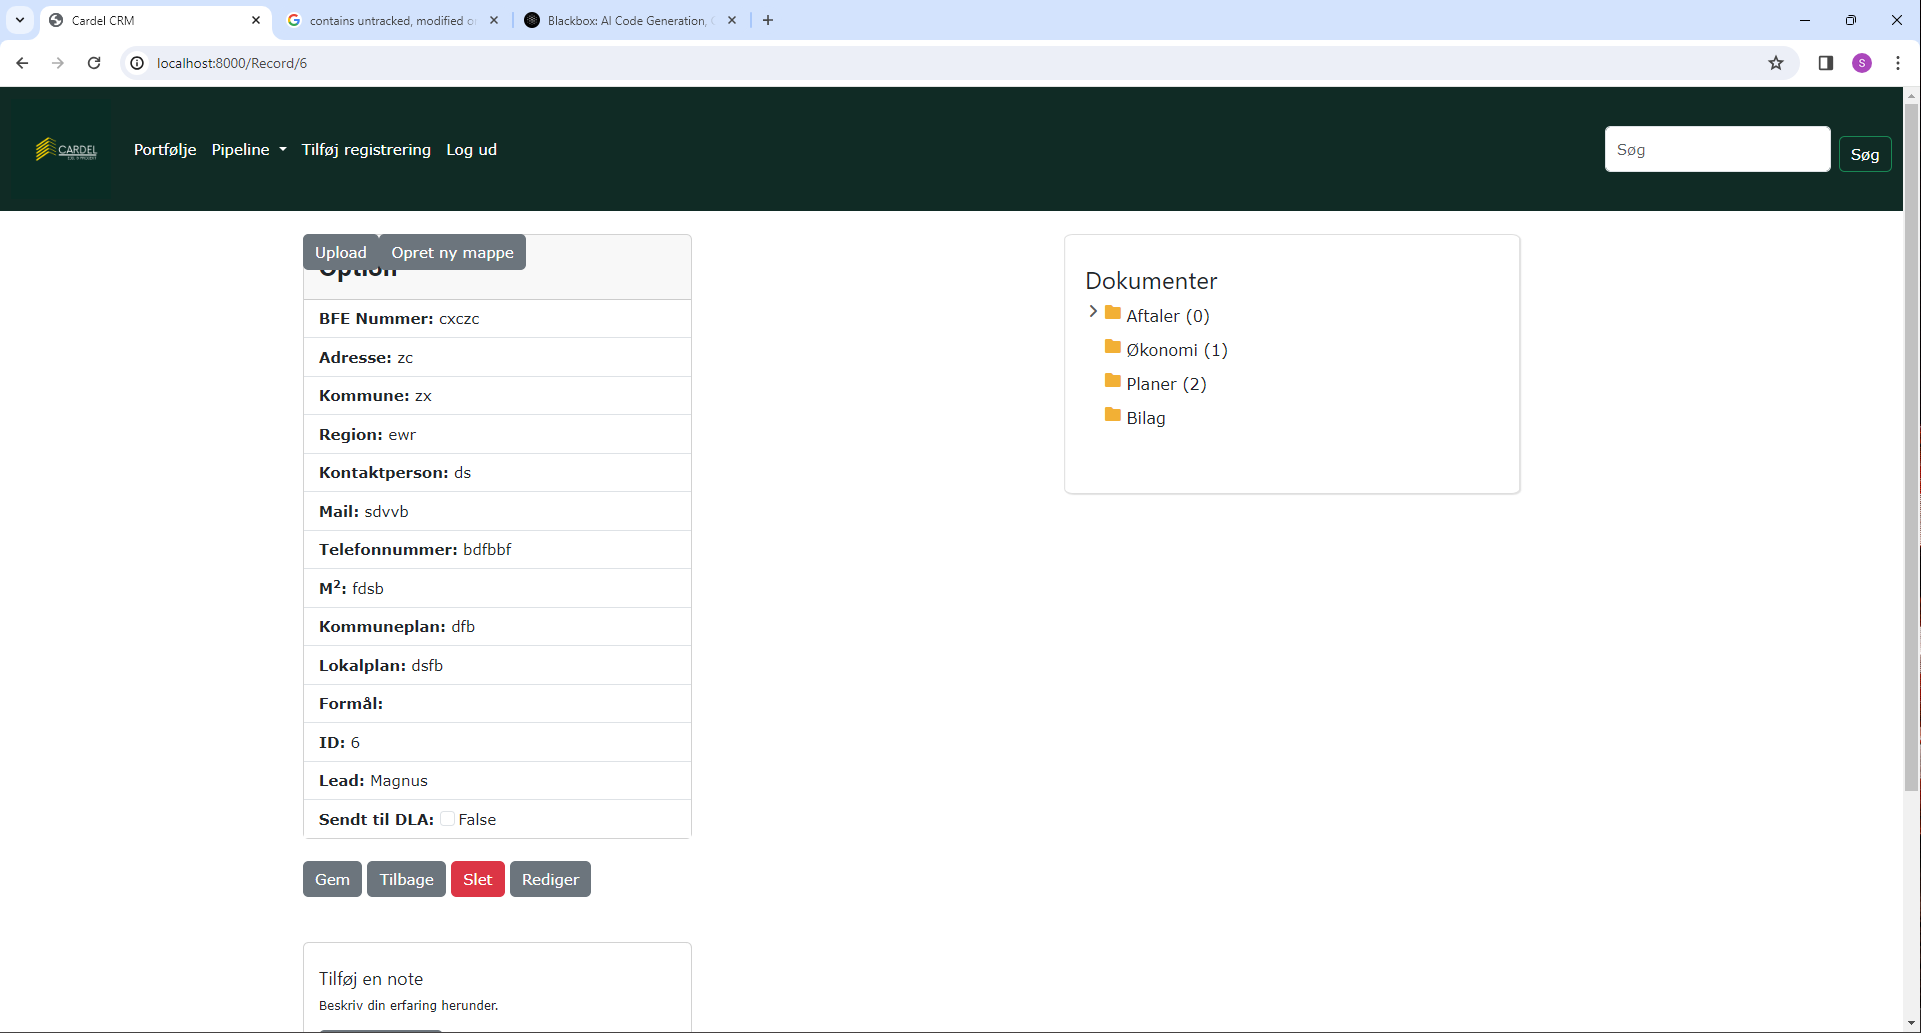 Cardel CRM
contains untracked, modified o
Blackbox: AI Code Generation,
localhost:8000/Record/6
S
CARDEL
Portfølje Pipeline Tilføj registrering Log ud
Søg
Søg
Upload Opret ny mappe
Option
BFE Nummer: cxczc
Adresse: zc
Kommune: zx
Region: ewr
Kontaktperson: ds
Mail: sdvvb
Telefonnummer: bdfbbf
M²: fdsb
Kommuneplan: dfb
Lokalplan: dsfb
Formål:
ID: 6
Lead: Magnus
Sendt til DLA: False
Gem Tilbage Slet Rediger
Tilføj en note
Beskriv din erfaring herunder.
Dokumenter
Aftaler (0)
Økonomi (1)
Planer (2)
Bilag